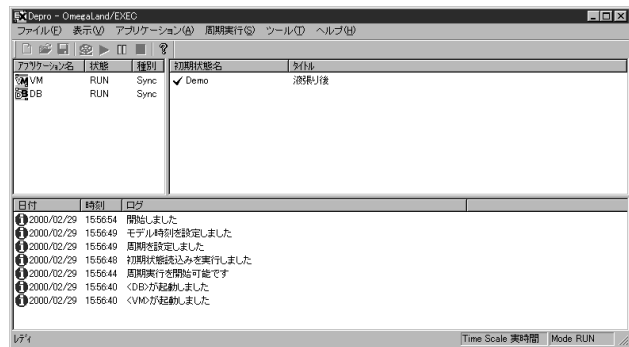 Depro - OmegaLand/EXEC
ファイル(F) 表示(V) アプリケーション(A) 周期実行(S) ツール(T) ヘルプ(H)
アプリケーション名 状態 種別 初期状態名 タイトル
VM RUN Sync Demo 液張り後
DB RUN Sync
日付 時刻 ログ
2000/02/29 15:56:54 開始しました
2000/02/29 15:56:49 モデル時刻を設定しました
2000/02/29 15:56:49 周期を設定しました
2000/02/29 15:56:48 初期状態読込みを実行しました
2000/02/29 15:56:44 周期実行を開始可能です
2000/02/29 15:56:40 <DB>が起動しました
2000/02/29 15:56:40 <VM>が起動しました
レディ Time Scale 実時間 Mode RUN